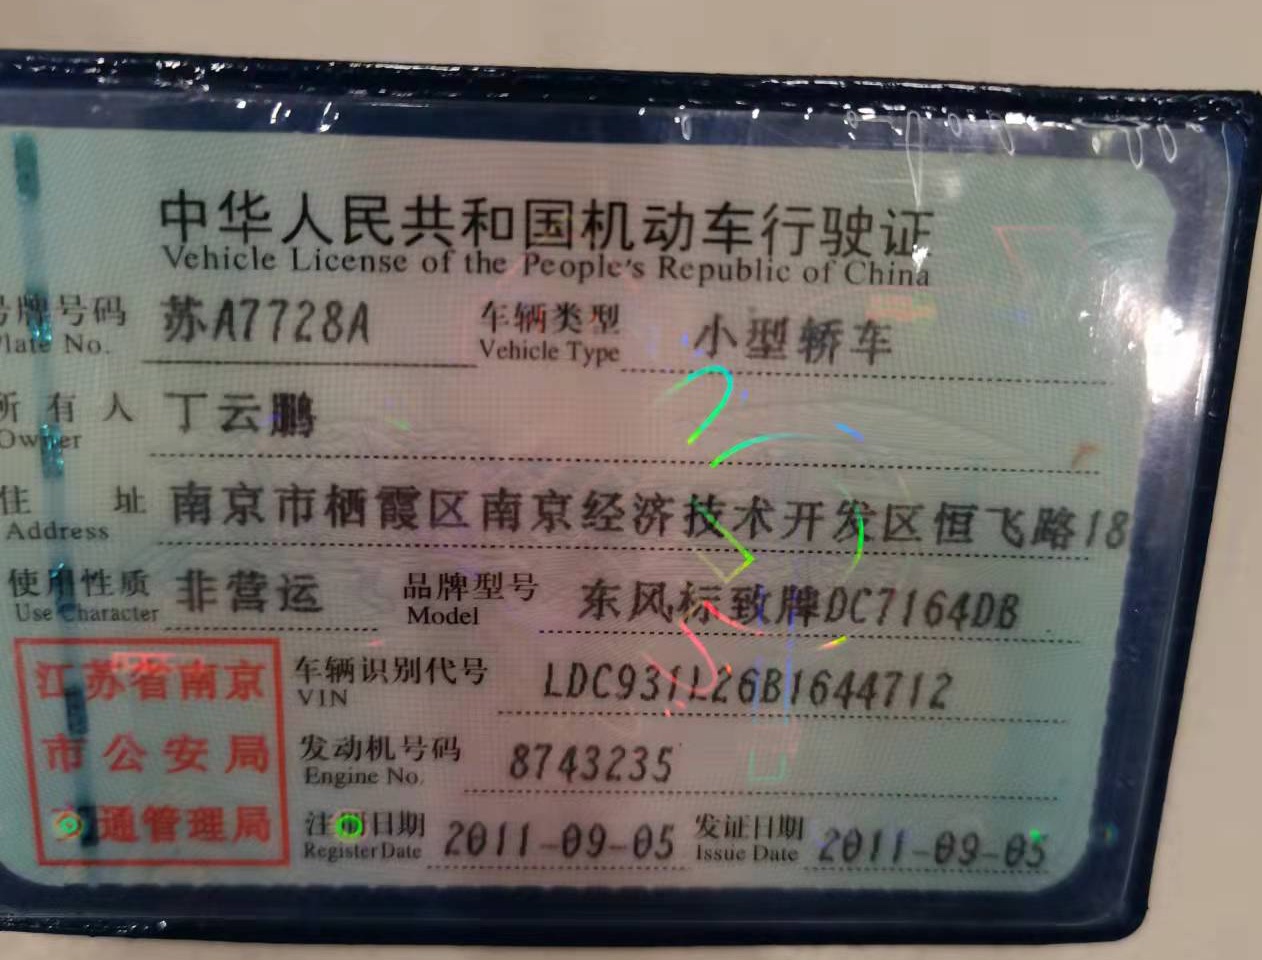 中华人民共和国机动车行驶证
Vehicle License of the People's Republic of China
号牌号码 苏A7728A 车辆类型 小型轿车
Plate No. Vehicle Type
所有人 丁云鹏
Owner
住址 南京市栖霞区南京经济技术开发区恒飞路18
Address
使用性质 非营运 品牌型号 东风标致牌DC7164DB
Use Character Model
江苏省南京 车辆识别代号 LDC931L26B1644712
VIN
市公安局 发动机号码 8743235
Engine No.
交通管理局 注册日期 2011-09-05 发证日期 2011-09-05
Register Date Issue Date